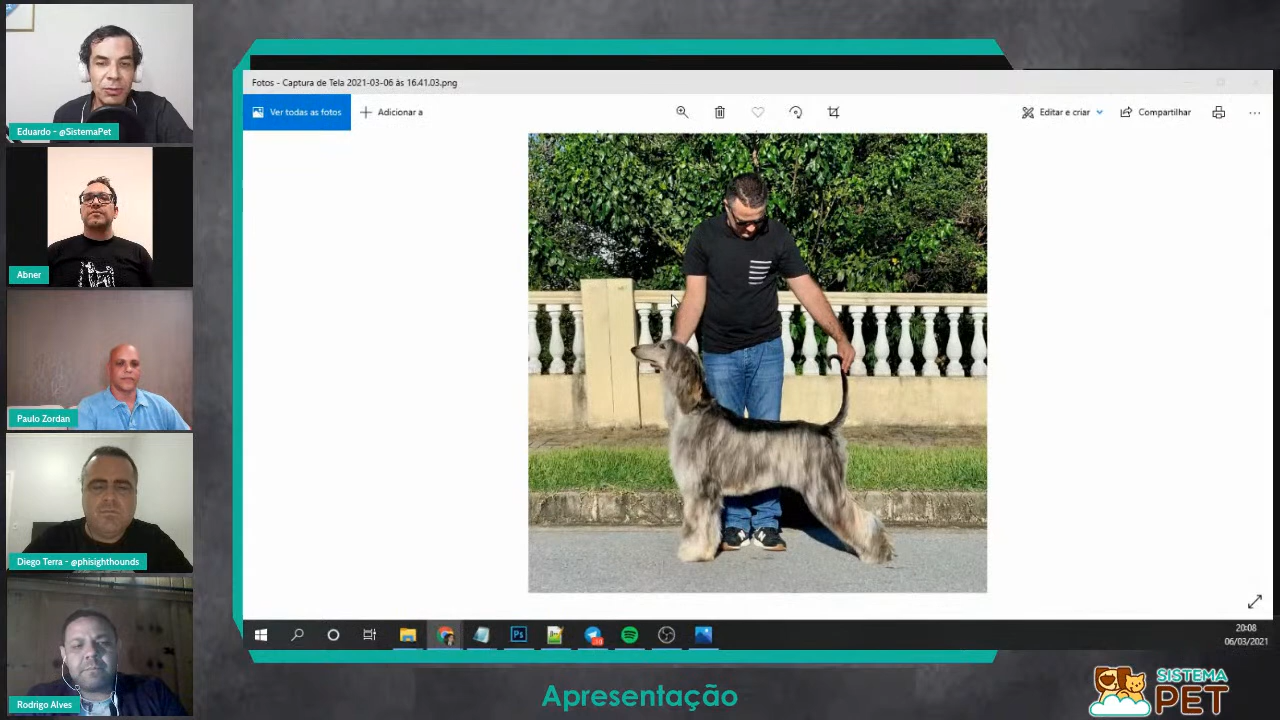 Eduardo - @SistemaPet
Abner
Paulo Zordan
Diego Terra - @phisighthounds
Rodrigo Alves
Fotos - Captura de Tela 2021-03-06 às 16.41.03.png
Ver todas as fotos
Adicionar a
Editar e criar
Compartilhar
Ps
20:08
06/03/2021
Apresentação
SISTEMA
PET